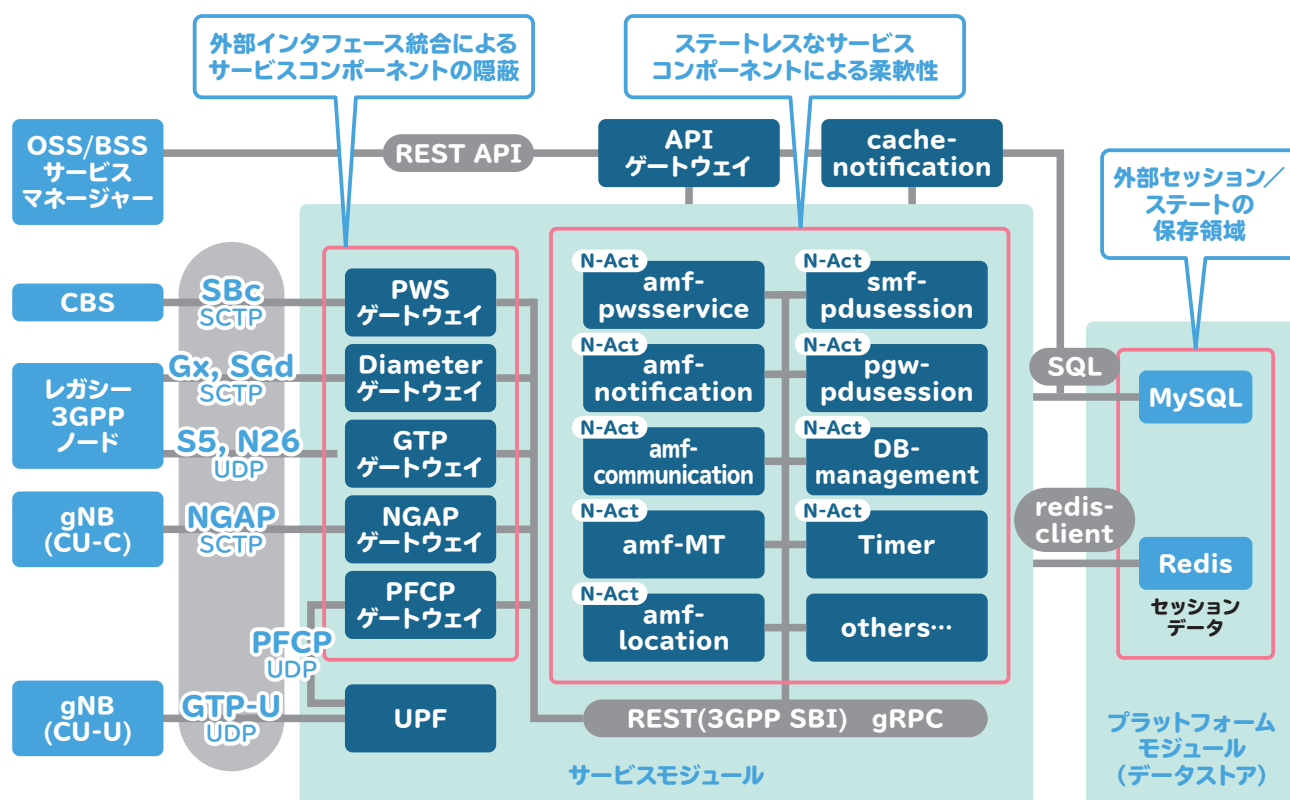 外部インタフェース統合による
サービスコンポーネントの隠蔽
ステートレスなサービス
コンポーネントによる柔軟性
OSS/BSS
サービス
マネージャー
REST API
API
ゲートウェイ
cache-
notification
外部セッション／
ステートの
保存領域
CBS
SBc
SCTP
PWS
ゲートウェイ
N-Act
amf-
pwsservice
N-Act
smf-
pdusession
レガシー
3GPP
ノード
Gx, SGd
SCTP
Diameter
ゲートウェイ
N-Act
amf-
notification
N-Act
pgw-
pdusession
SQL
MySQL
S5, N26
UDP
GTP
ゲートウェイ
N-Act
amf-
communication
N-Act
DB-
management
gNB
(CU-C)
NGAP
SCTP
NGAP
ゲートウェイ
N-Act
amf-MT
N-Act
Timer
redis-
client
Redis
セッション
データ
PFCP
ゲートウェイ
N-Act
amf-
location
others…
PFCP
UDP
gNB
(CU-U)
GTP-U
UDP
UPF
REST(3GPP SBI) gRPC
サービスモジュール
プラットフォーム
モジュール
（データストア）